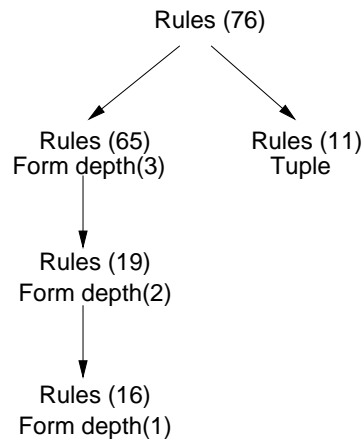 Rules (76)
Rules (65)
Form depth(3)
Rules (11)
Tuple
Rules (19)
Form depth(2)
Rules (16)
Form depth(1)